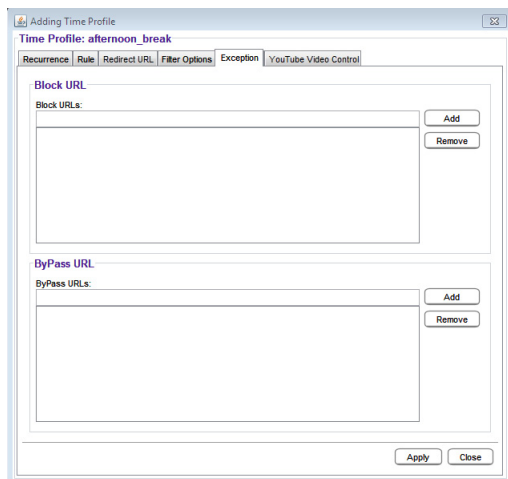 Adding Time Profile
Time Profile: afternoon_break
Recurrence Rule Redirect URL Filter Options Exception YouTube Video Control
Block URL
Block URLs:
Add
Remove
ByPass URL
ByPass URLs:
Add
Remove
Apply Close